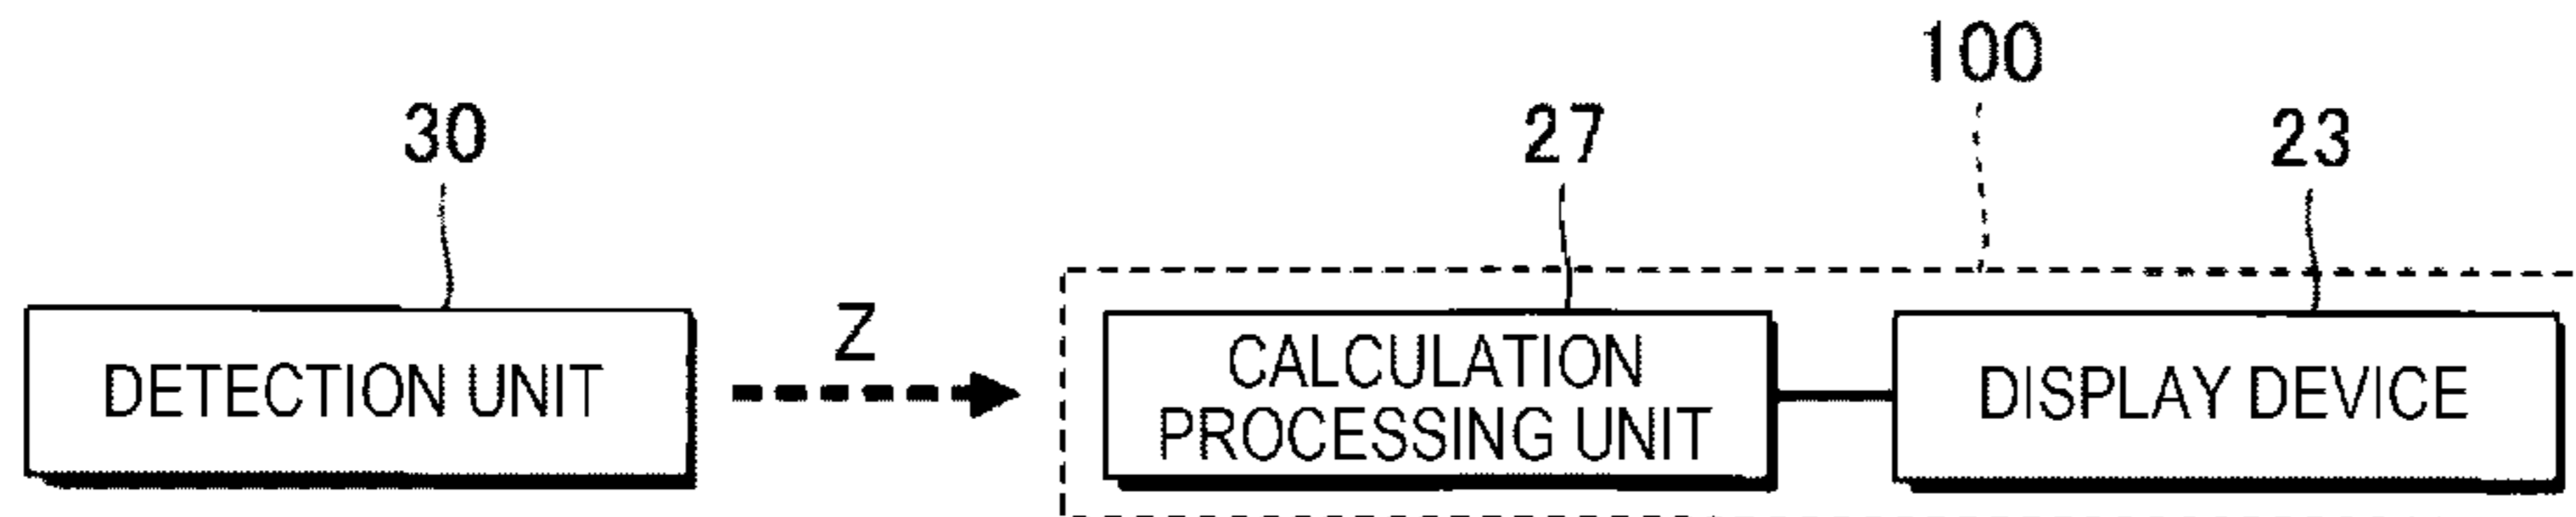 100
30
27
23
DETECTION UNIT
Z
CALCULATION
PROCESSING UNIT
DISPLAY DEVICE